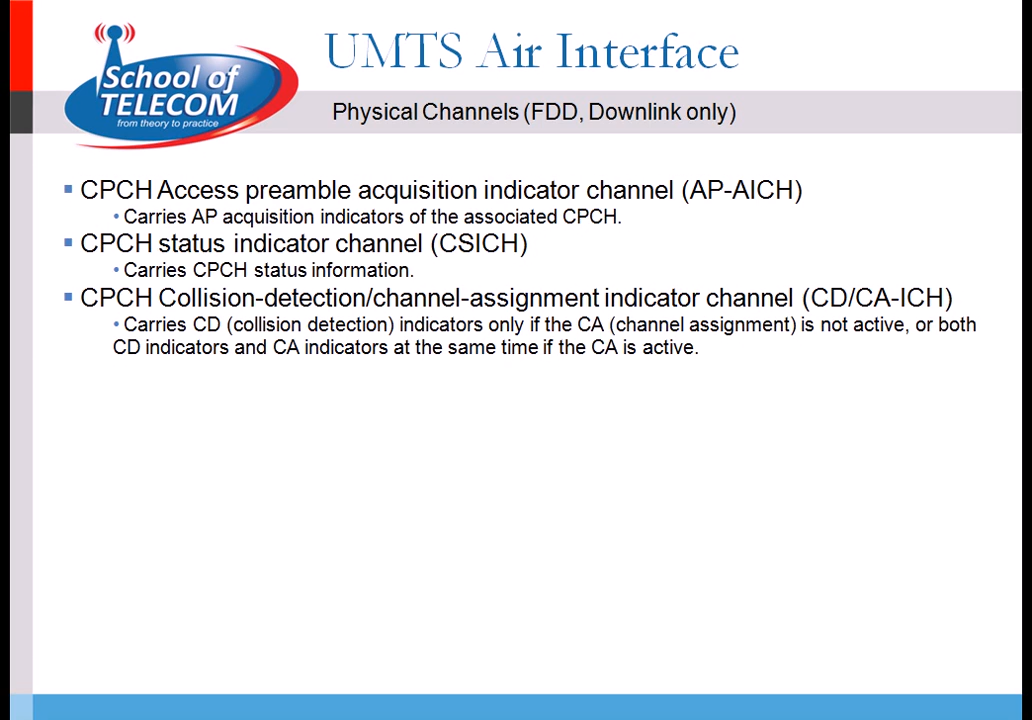 School of
TELECOM
from theory to practice
UMTS Air Interface
Physical Channels (FDD, Downlink only)
▪ CPCH Access preamble acquisition indicator channel (AP-AICH)
• Carries AP acquisition indicators of the associated CPCH.
▪ CPCH status indicator channel (CSICH)
• Carries CPCH status information.
▪ CPCH Collision-detection/channel-assignment indicator channel (CD/CA-ICH)
• Carries CD (collision detection) indicators only if the CA (channel assignment) is not active, or both
CD indicators and CA indicators at the same time if the CA is active.